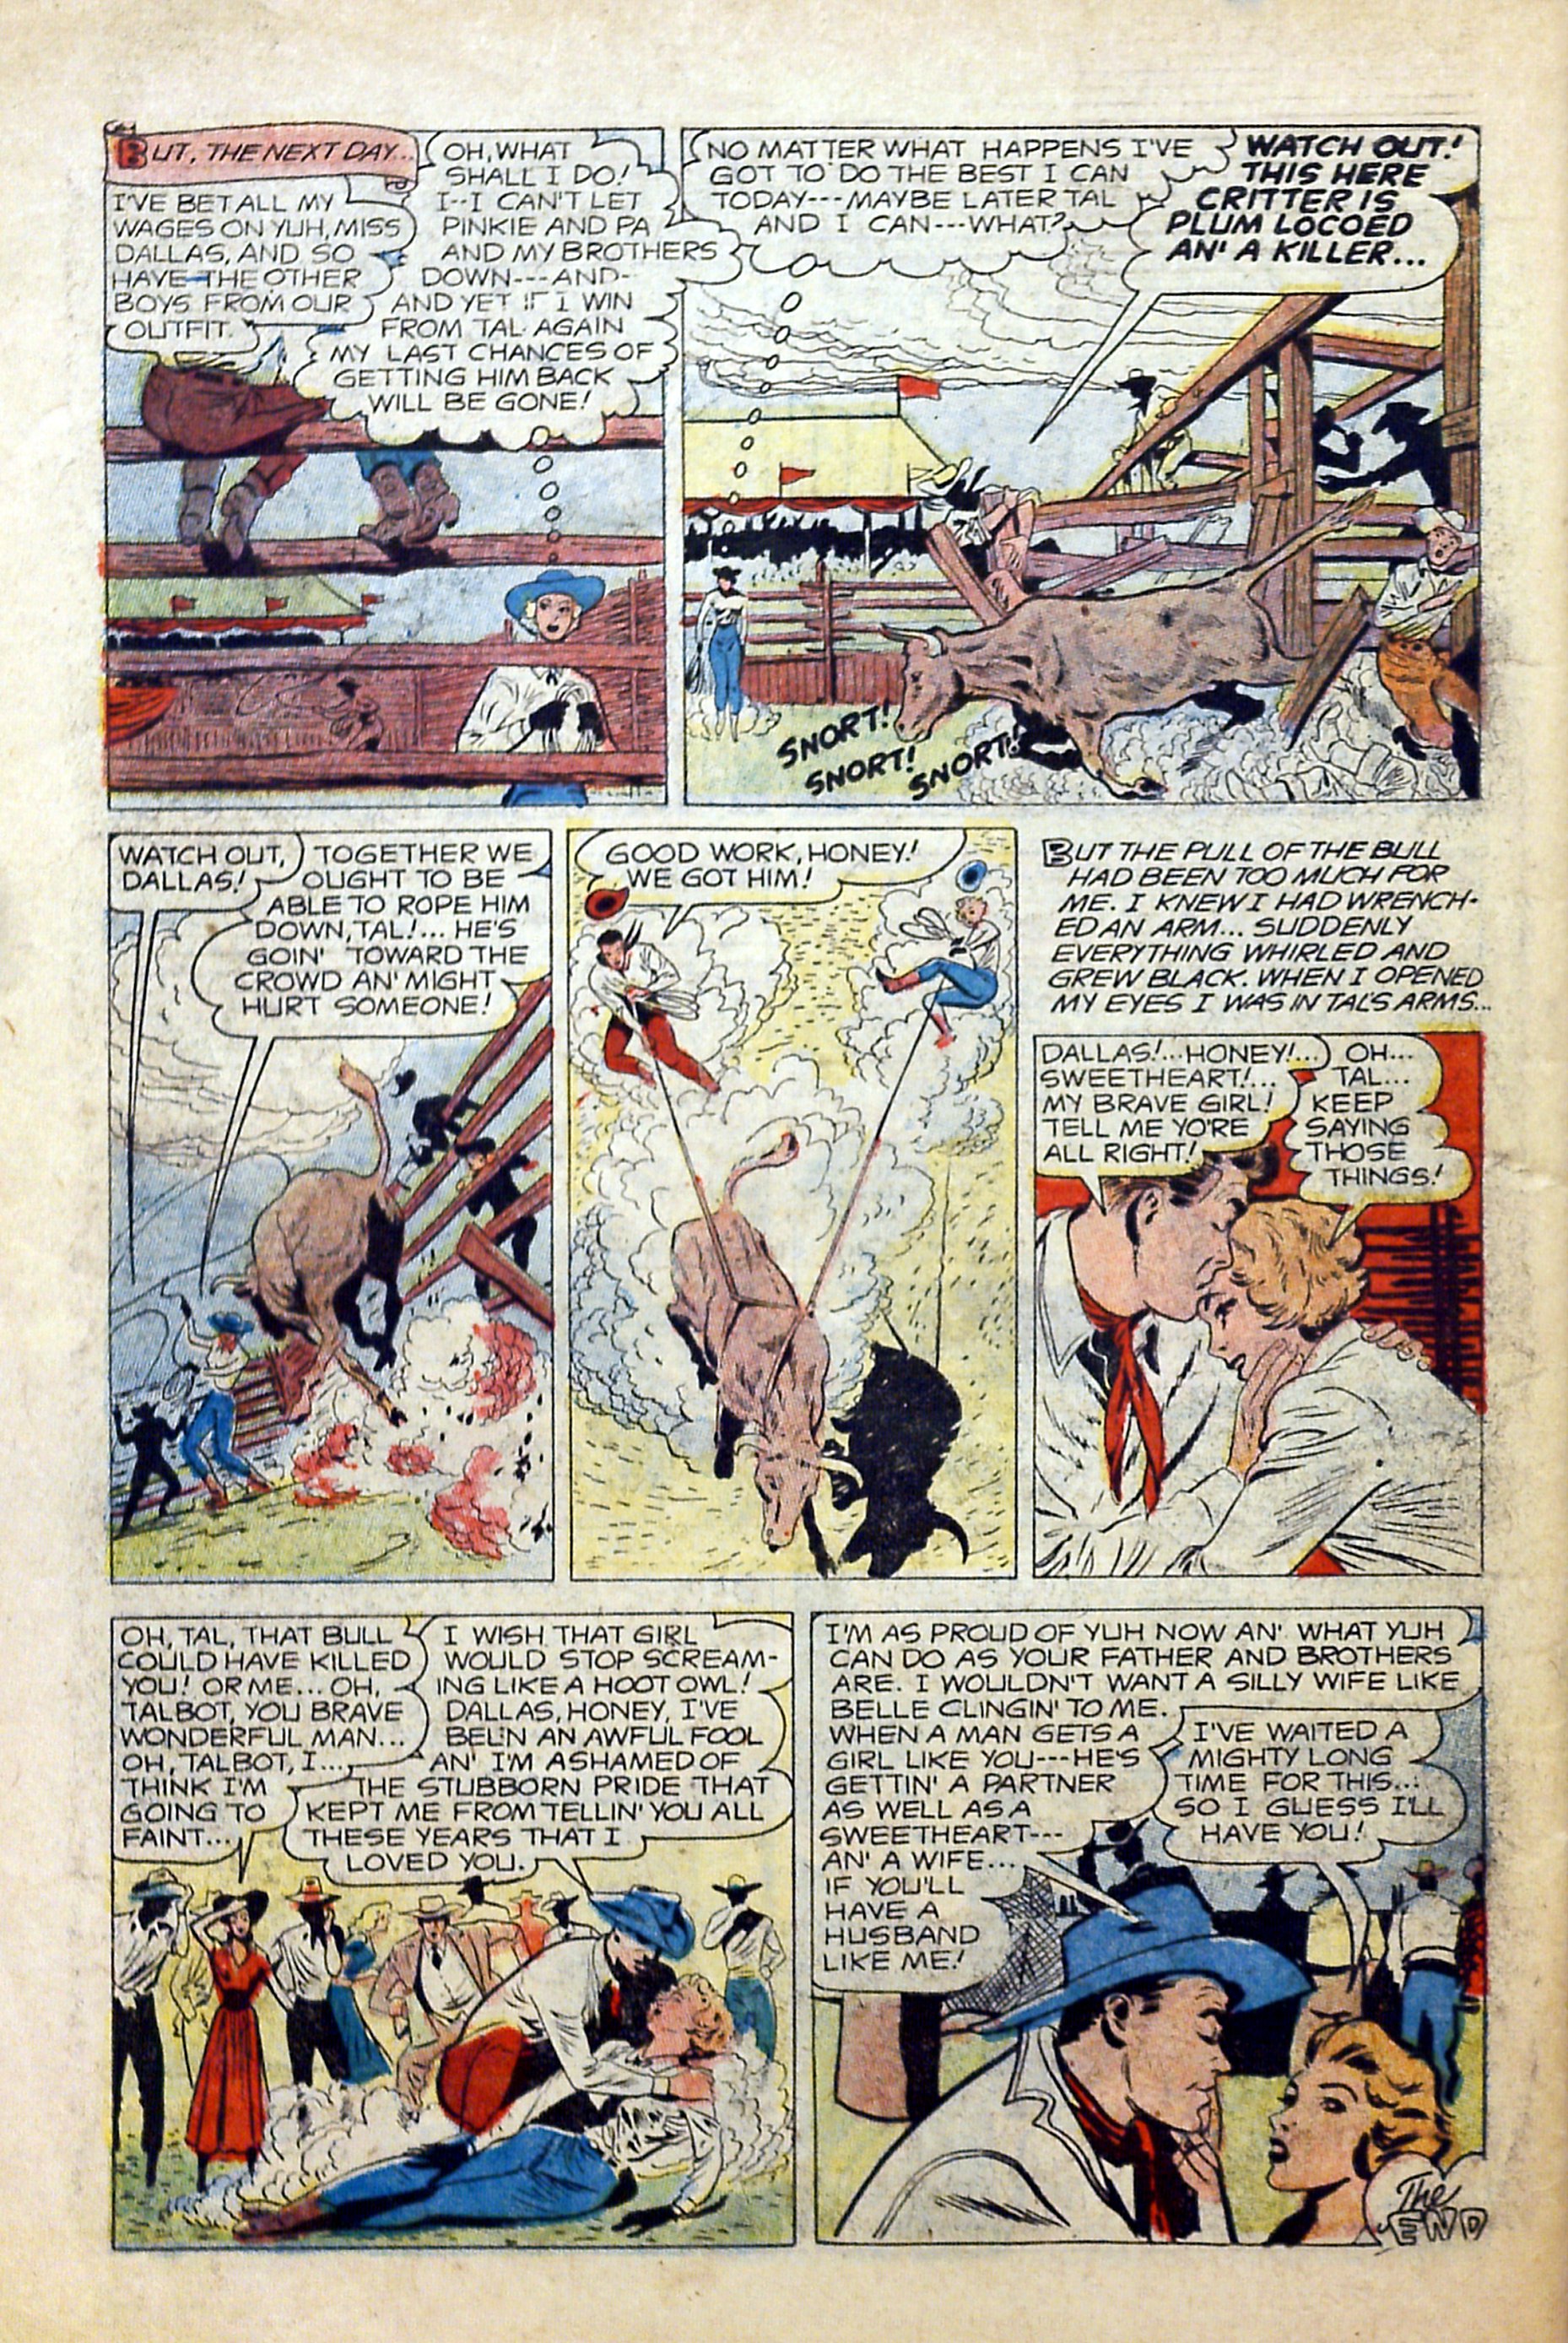 BUT, THE NEXT DAY...
I'VE BET ALL MY
WAGES ON YUH, MISS
DALLAS, AND SO
HAVE THE OTHER
BOYS FROM OUR
OUTFIT.
OH, WHAT
SHALL I DO!
I--I CAN'T LET
PINKIE AND PA
AND MY BROTHERS
DOWN---AND-
AND YET IF I WIN
FROM TAL AGAIN
MY LAST CHANCES OF
GETTING HIM BACK
WILL BE GONE!
NO MATTER WHAT HAPPENS I'VE
GOT TO DO THE BEST I CAN
TODAY---MAYBE LATER TAL
AND I CAN---WHAT?
WATCH OUT!
THIS HERE
CRITTER IS
PLUM LOCOED
AN' A KILLER...
SNORT!
SNORT!
SNORT!
WATCH OUT,
DALLAS!
TOGETHER WE
OUGHT TO BE
ABLE TO ROPE HIM
DOWN, TAL!... HE'S
GOIN' TOWARD THE
CROWD AN' MIGHT
HURT SOMEONE!
GOOD WORK, HONEY!
WE GOT HIM!
BUT THE PULL OF THE BULL
HAD BEEN TOO MUCH FOR
ME. I KNEW I HAD WRENCH-
ED AN ARM... SUDDENLY
EVERYTHING WHIRLED AND
GREW BLACK. WHEN I OPENED
MY EYES I WAS IN TAL'S ARMS...
DALLAS!...HONEY!...
SWEETHEART!...
MY BRAVE GIRL!
TELL ME YO'RE
ALL RIGHT!
OH...
TAL...
KEEP
SAYING
THOSE
THINGS!
OH, TAL, THAT BULL
COULD HAVE KILLED
YOU! OR ME... OH,
TALBOT, YOU BRAVE
WONDERFUL MAN...
OH, TALBOT, I...
THINK I'M
GOING TO
FAINT...
I WISH THAT GIRL
WOULD STOP SCREAM-
ING LIKE A HOOT OWL!
DALLAS, HONEY, I'VE
BEEN AN AWFUL FOOL
AN' I'M ASHAMED OF
THE STUBBORN PRIDE THAT
KEPT ME FROM TELLIN' YOU ALL
THESE YEARS THAT I
LOVED YOU.
I'M AS PROUD OF YUH NOW AN' WHAT YUH
CAN DO AS YOUR FATHER AND BROTHERS
ARE. I WOULDN'T WANT A SILLY WIFE LIKE
BELLE CLINGIN' TO ME.
WHEN A MAN GETS A
GIRL LIKE YOU---HE'S
GETTIN' A PARTNER
AS WELL AS A
SWEETHEART---
AN' A WIFE...
IF YOU'LL
HAVE A
HUSBAND
LIKE ME!
I'VE WAITED A
MIGHTY LONG
TIME FOR THIS...
SO I GUESS I'LL
HAVE YOU!
The
END